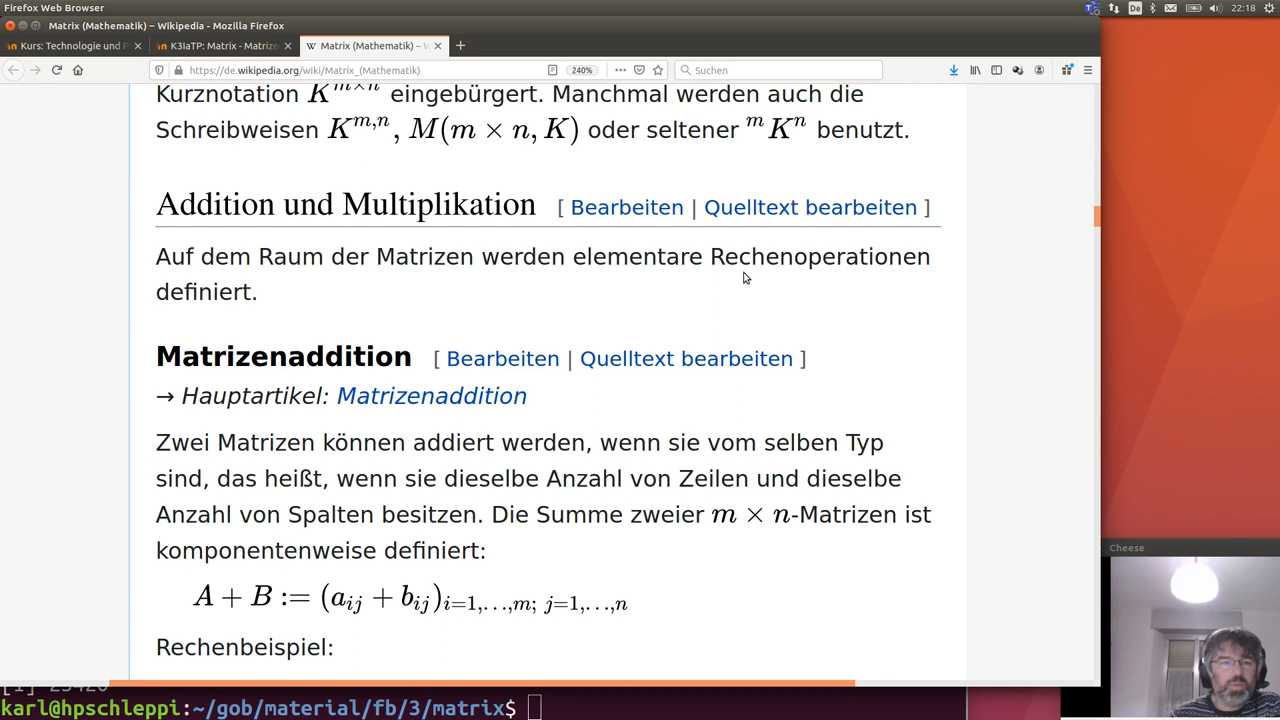 Firefox Web Browser
De
22:18
Matrix (Mathematik) – Wikipedia - Mozilla Firefox
Kurs: Technologie und P
K3IaTP: Matrix - Matrize
W Matrix (Mathematik) – W
https://de.wikipedia.org/wiki/Matrix_(Mathematik)
240%
Suchen
Kurznotation K^{m×n} eingebürgert. Manchmal werden auch die
Schreibweisen K^{m,n}, M(m × n, K) oder seltener ^{m}K^{n} benutzt.
Addition und Multiplikation [ Bearbeiten | Quelltext bearbeiten ]
Auf dem Raum der Matrizen werden elementare Rechenoperationen
definiert.
Matrizenaddition [ Bearbeiten | Quelltext bearbeiten ]
→ Hauptartikel: Matrizenaddition
Zwei Matrizen können addiert werden, wenn sie vom selben Typ
sind, das heißt, wenn sie dieselbe Anzahl von Zeilen und dieselbe
Anzahl von Spalten besitzen. Die Summe zweier m × n-Matrizen ist
komponentenweise definiert:
A + B := (a_{ij} + b_{ij})_{i=1,…,m; j=1,…,n}
Rechenbeispiel:
Cheese
karl@hpschleppi:~/gob/material/fb/3/matrix$